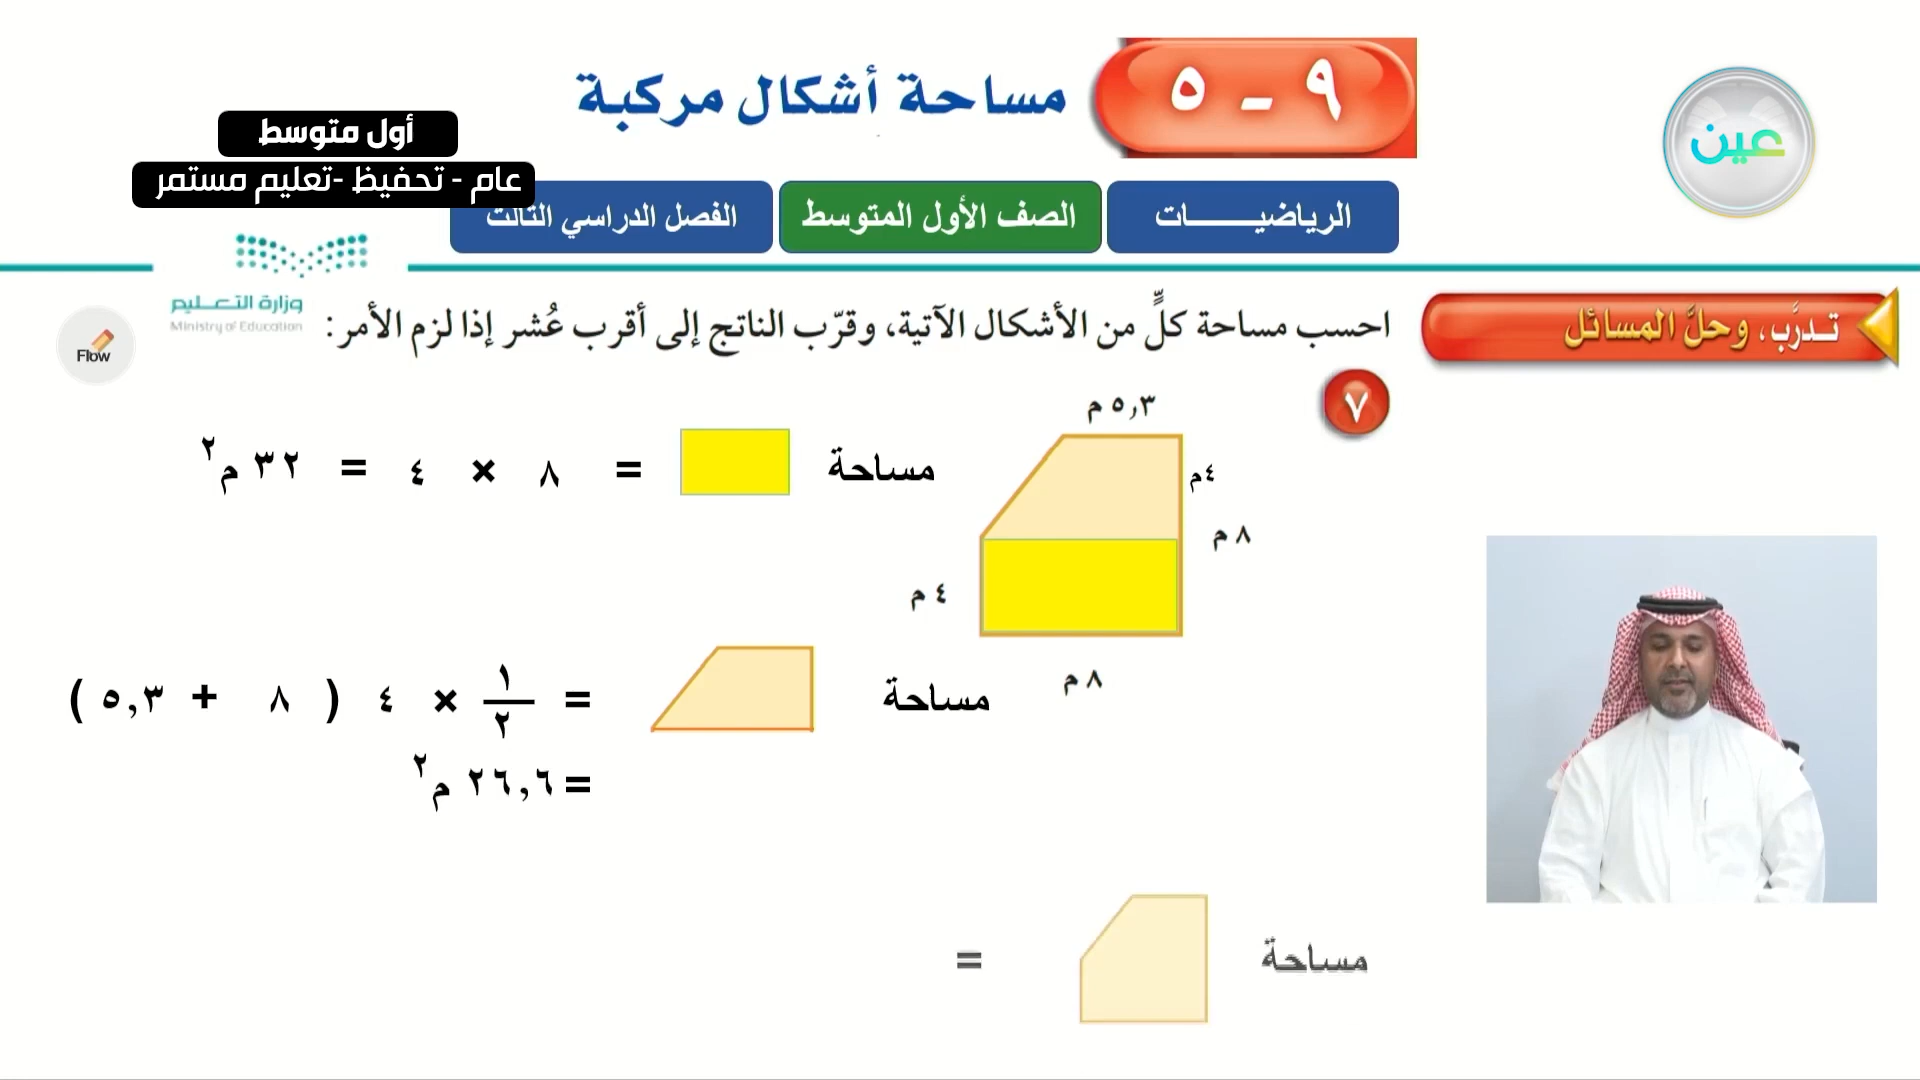 ٩ - ٥ مساحة أشكال مركبة
عين
أول متوسط
عام - تحفيظ -تعليم مستمر
الرياضيـــــــات الصف الأول المتوسط الفصل الدراسي الثالث
وزارة التعـــليم
Ministry of Education
Flow
تـدرَّب، وحلَّ المسائل
احسب مساحة كلٍّ من الأشكال الآتية، وقرّب الناتج إلى أقرب عُشر إذا لزم الأمر:
٧
٥,٣ م
٤م
٨ م
٤ م
٨ م
مساحة = ٨ × ٤ = ٣٢ م٢
مساحة = ١/٢ × ٤ ( ٨ + ٥,٣ )
= ٢٦,٦ م٢
مساحة =